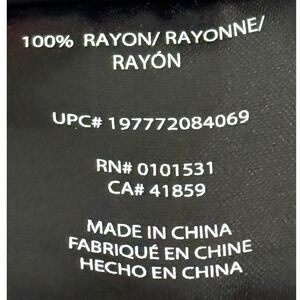 100% RAYON/ RAYONNE/
RAYÓN
UPC# 197772084069
RN# 0101531
CA# 41859
MADE IN CHINA
FABRIQUÉ EN CHINE
HECHO EN CHINA